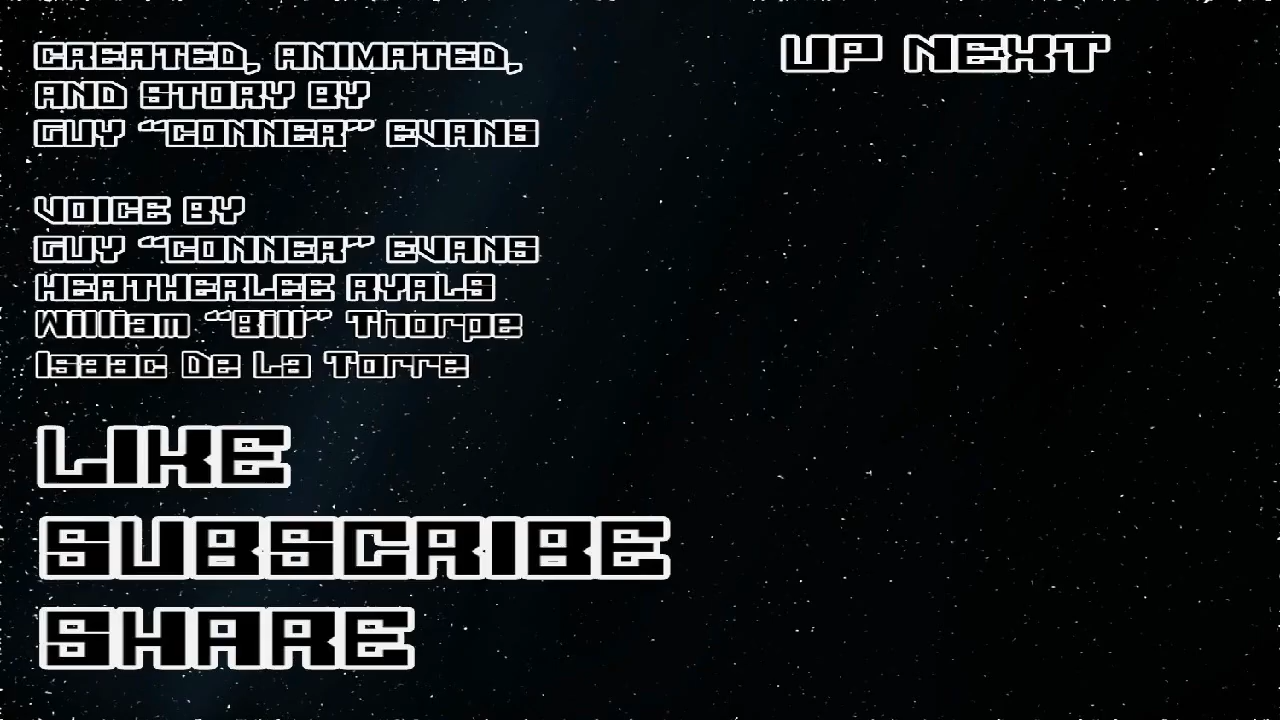 CREATED, ANIMATED,
AND STORY BY
GUY “CONNER” EVANS
VOICE BY
GUY “CONNER” EVANS
HEATHERLEE RYALS
William “Bill” Thorpe
Isaac De La Torre
LIKE
SUBSCRIBE
SHARE
UP NEXT